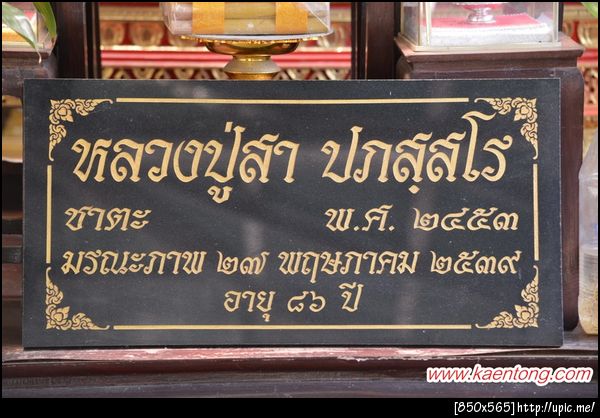 หลวงปู่สา ปภสฺสโร
ชาตะ พ.ศ. ๒๔๕๓
มรณะภาพ ๒๗ พฤษภาคม ๒๕๓๙
อายุ ๘๖ ปี
www.kaentong.com
[850x565]http://upic.me/